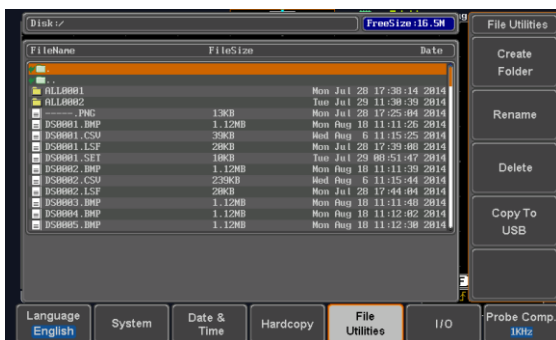 Disk:/ FreeSize:16.5M
FileName FileSize Date
.
..
ALL0001 Mon Jul 28 17:38:14 2014
ALL0002 Tue Jul 29 11:30:39 2014
-----.PNG 13KB Mon Jul 28 17:25:04 2014
DS0001.BMP 1.12MB Mon Aug 18 11:11:26 2014
DS0001.CSV 39KB Wed Aug 6 11:15:25 2014
DS0001.LSF 20KB Mon Jul 28 17:39:08 2014
DS0001.SET 10KB Tue Jul 29 08:51:47 2014
DS0002.BMP 1.12MB Mon Aug 18 11:11:39 2014
DS0002.CSV 239KB Wed Aug 6 11:15:44 2014
DS0002.LSF 20KB Mon Jul 28 17:44:04 2014
DS0003.BMP 1.12MB Mon Aug 18 11:11:48 2014
DS0004.BMP 1.12MB Mon Aug 18 11:12:02 2014
DS0005.BMP 1.12MB Mon Aug 18 11:12:30 2014
File Utilities
Create
Folder
Rename
Delete
Copy To
USB
Language
English
System
Date &
Time
Hardcopy
File
Utilities
I/O
Probe Comp.
1KHz